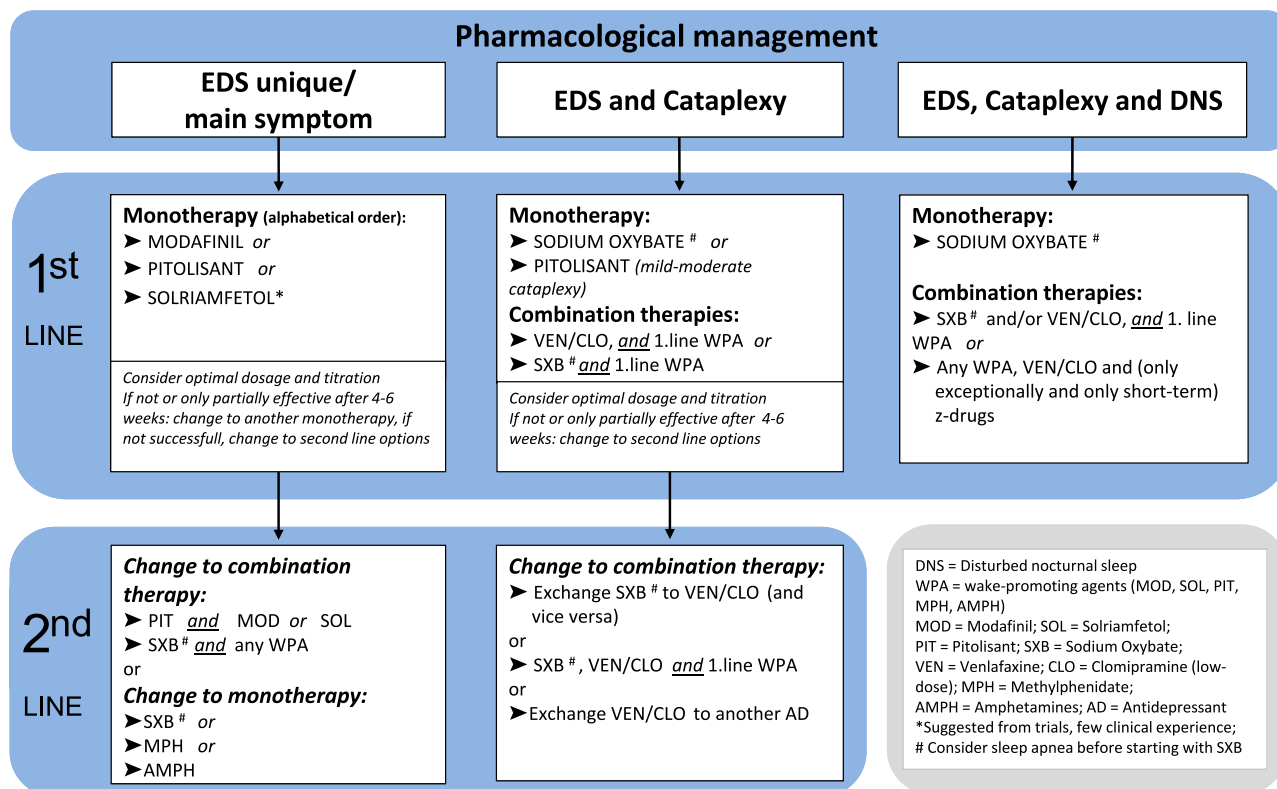 Pharmacological management
EDS unique/
main symptom
EDS and Cataplexy
EDS, Cataplexy and DNS
1st
LINE
Monotherapy (alphabetical order):
➤ MODAFINIL or
➤ PITOLISANT or
➤ SOLRIAMFETOL*
Consider optimal dosage and titration
If not or only partially effective after 4-6
weeks: change to another monotherapy, if
not successfull, change to second line options
Monotherapy:
➤ SODIUM OXYBATE # or
➤ PITOLISANT (mild-moderate
cataplexy)
Combination therapies:
➤ VEN/CLO, and 1.line WPA or
➤ SXB # and 1.line WPA
Consider optimal dosage and titration
If not or only partially effective after 4-6
weeks: change to second line options
Monotherapy:
➤ SODIUM OXYBATE #
Combination therapies:
➤ SXB # and/or VEN/CLO, and 1. line
WPA or
➤ Any WPA, VEN/CLO and (only
exceptionally and only short-term)
z-drugs
2nd
LINE
Change to combination
therapy:
➤ PIT and MOD or SOL
➤ SXB # and any WPA
or
Change to monotherapy:
➤SXB # or
➤MPH or
➤AMPH
Change to combination therapy:
➤ Exchange SXB # to VEN/CLO (and
vice versa)
or
➤ SXB #, VEN/CLO and 1.line WPA
or
➤Exchange VEN/CLO to another AD
DNS = Disturbed nocturnal sleep
WPA = wake-promoting agents (MOD, SOL, PIT,
MPH, AMPH)
MOD = Modafinil; SOL = Solriamfetol;
PIT = Pitolisant; SXB = Sodium Oxybate;
VEN = Venlafaxine; CLO = Clomipramine (low-
dose); MPH = Methylphenidate;
AMPH = Amphetamines; AD = Antidepressant
*Suggested from trials, few clinical experience;
# Consider sleep apnea before starting with SXB